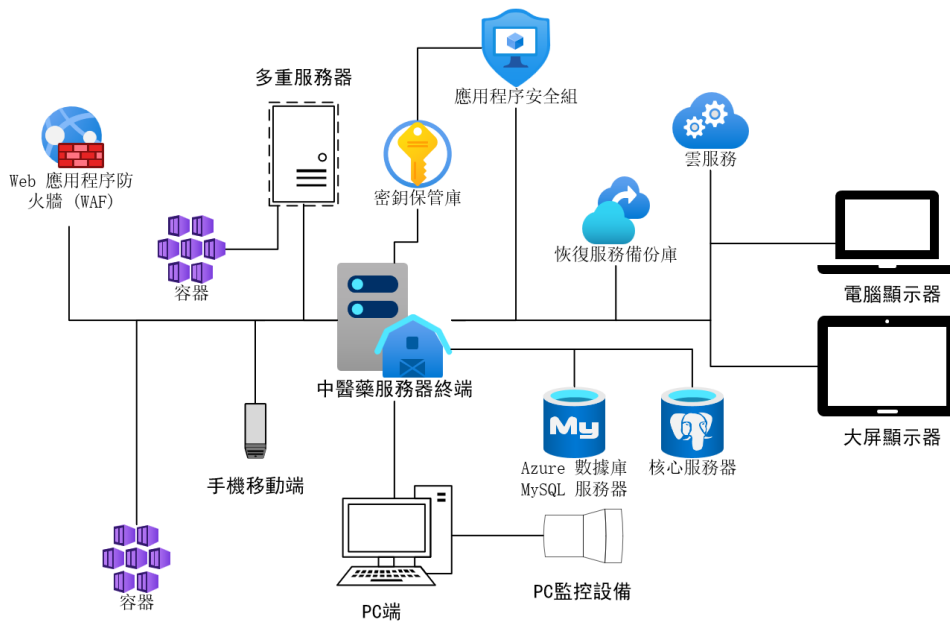 多重服務器
應用程序安全組
雲服務
Web 應用程序防
火牆 (WAF)
密鑰保管庫
恢復服務備份庫
容器
電腦顯示器
中醫藥服務器終端
My
大屏顯示器
Azure 數據庫
MySQL 服務器
核心服務器
手機移動端
容器
PC端
PC監控設備